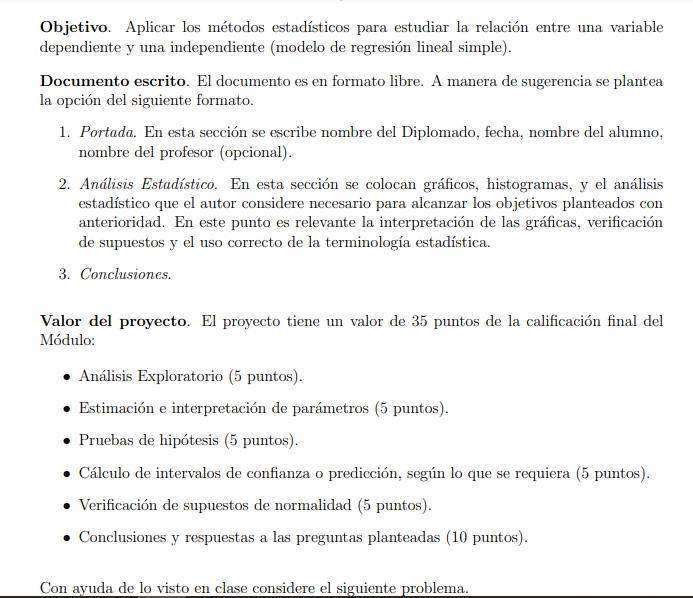 Objetivo. Aplicar los métodos estadísticos para estudiar la relación entre una variable
dependiente y una independiente (modelo de regresión lineal simple).
Documento escrito. El documento es en formato libre. A manera de sugerencia se plantea
la opción del siguiente formato.
1. Portada. En esta sección se escribe nombre del Diplomado, fecha, nombre del alumno,
nombre del profesor (opcional).
2. Análisis Estadístico. En esta sección se colocan gráficos, histogramas, y el análisis
estadístico que el autor considere necesario para alcanzar los objetivos planteados con
anterioridad. En este punto es relevante la interpretación de las gráficas, verificación
de supuestos y el uso correcto de la terminología estadística.
3. Conclusiones.
Valor del proyecto. El proyecto tiene un valor de 35 puntos de la calificación final del
Módulo:
• Análisis Exploratorio (5 puntos).
• Estimación e interpretación de parámetros (5 puntos).
• Pruebas de hipótesis (5 puntos).
• Cálculo de intervalos de confianza o predicción, según lo que se requiera (5 puntos).
• Verificación de supuestos de normalidad (5 puntos).
• Conclusiones y respuestas a las preguntas planteadas (10 puntos).
Con ayuda de lo visto en clase considere el siguiente problema.